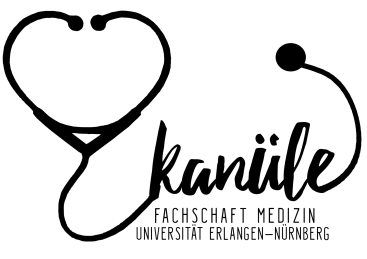 kanüle
FACHSCHAFT MEDIZIN
UNIVERSITÄT ERLANGEN–NÜRNBERG